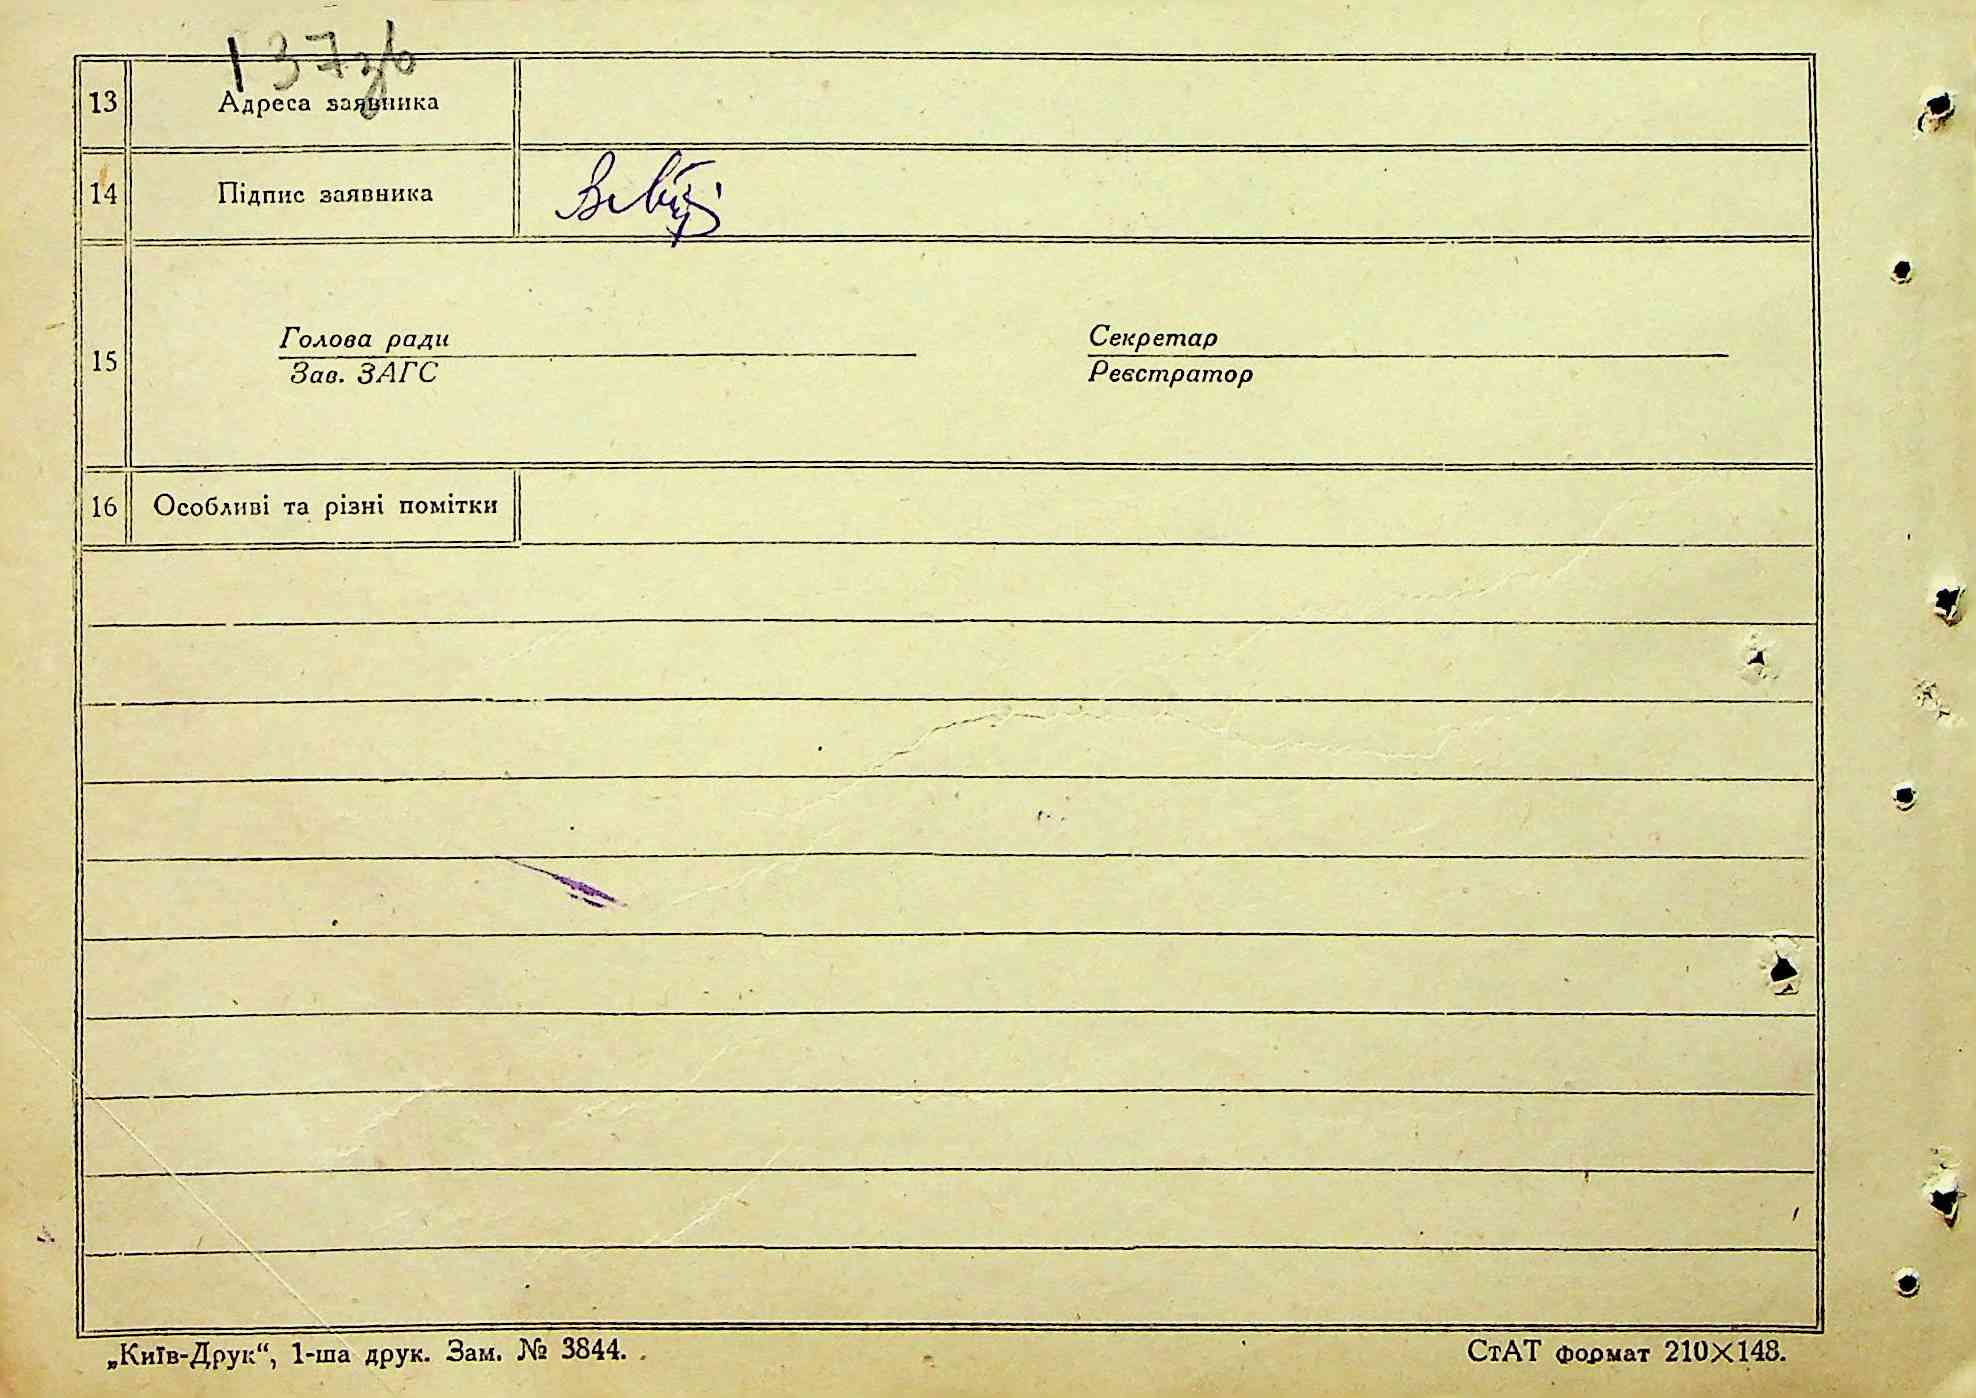 137зв
13 Адреса заявника
14 Підпис заявника
15 Голова ради Секретар
Зав. ЗАГС Реєстратор
16 Особливі та різні помітки
„Київ-Друк“, 1-ша друк. Зам. № 3844.
СтАТ формат 210×148.